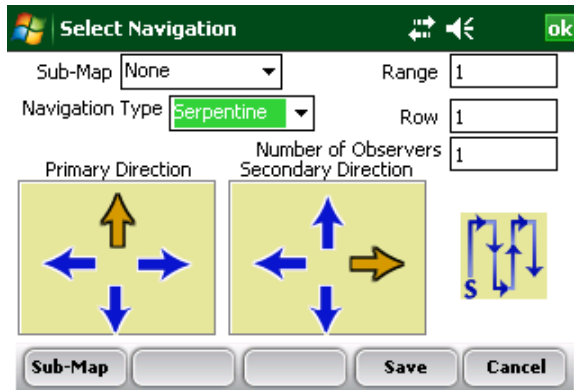 Select Navigation ok
Sub-Map None Range 1
Navigation Type Serpentine Row 1
Number of Observers 1
Primary Direction Secondary Direction
S
Sub-Map Save Cancel